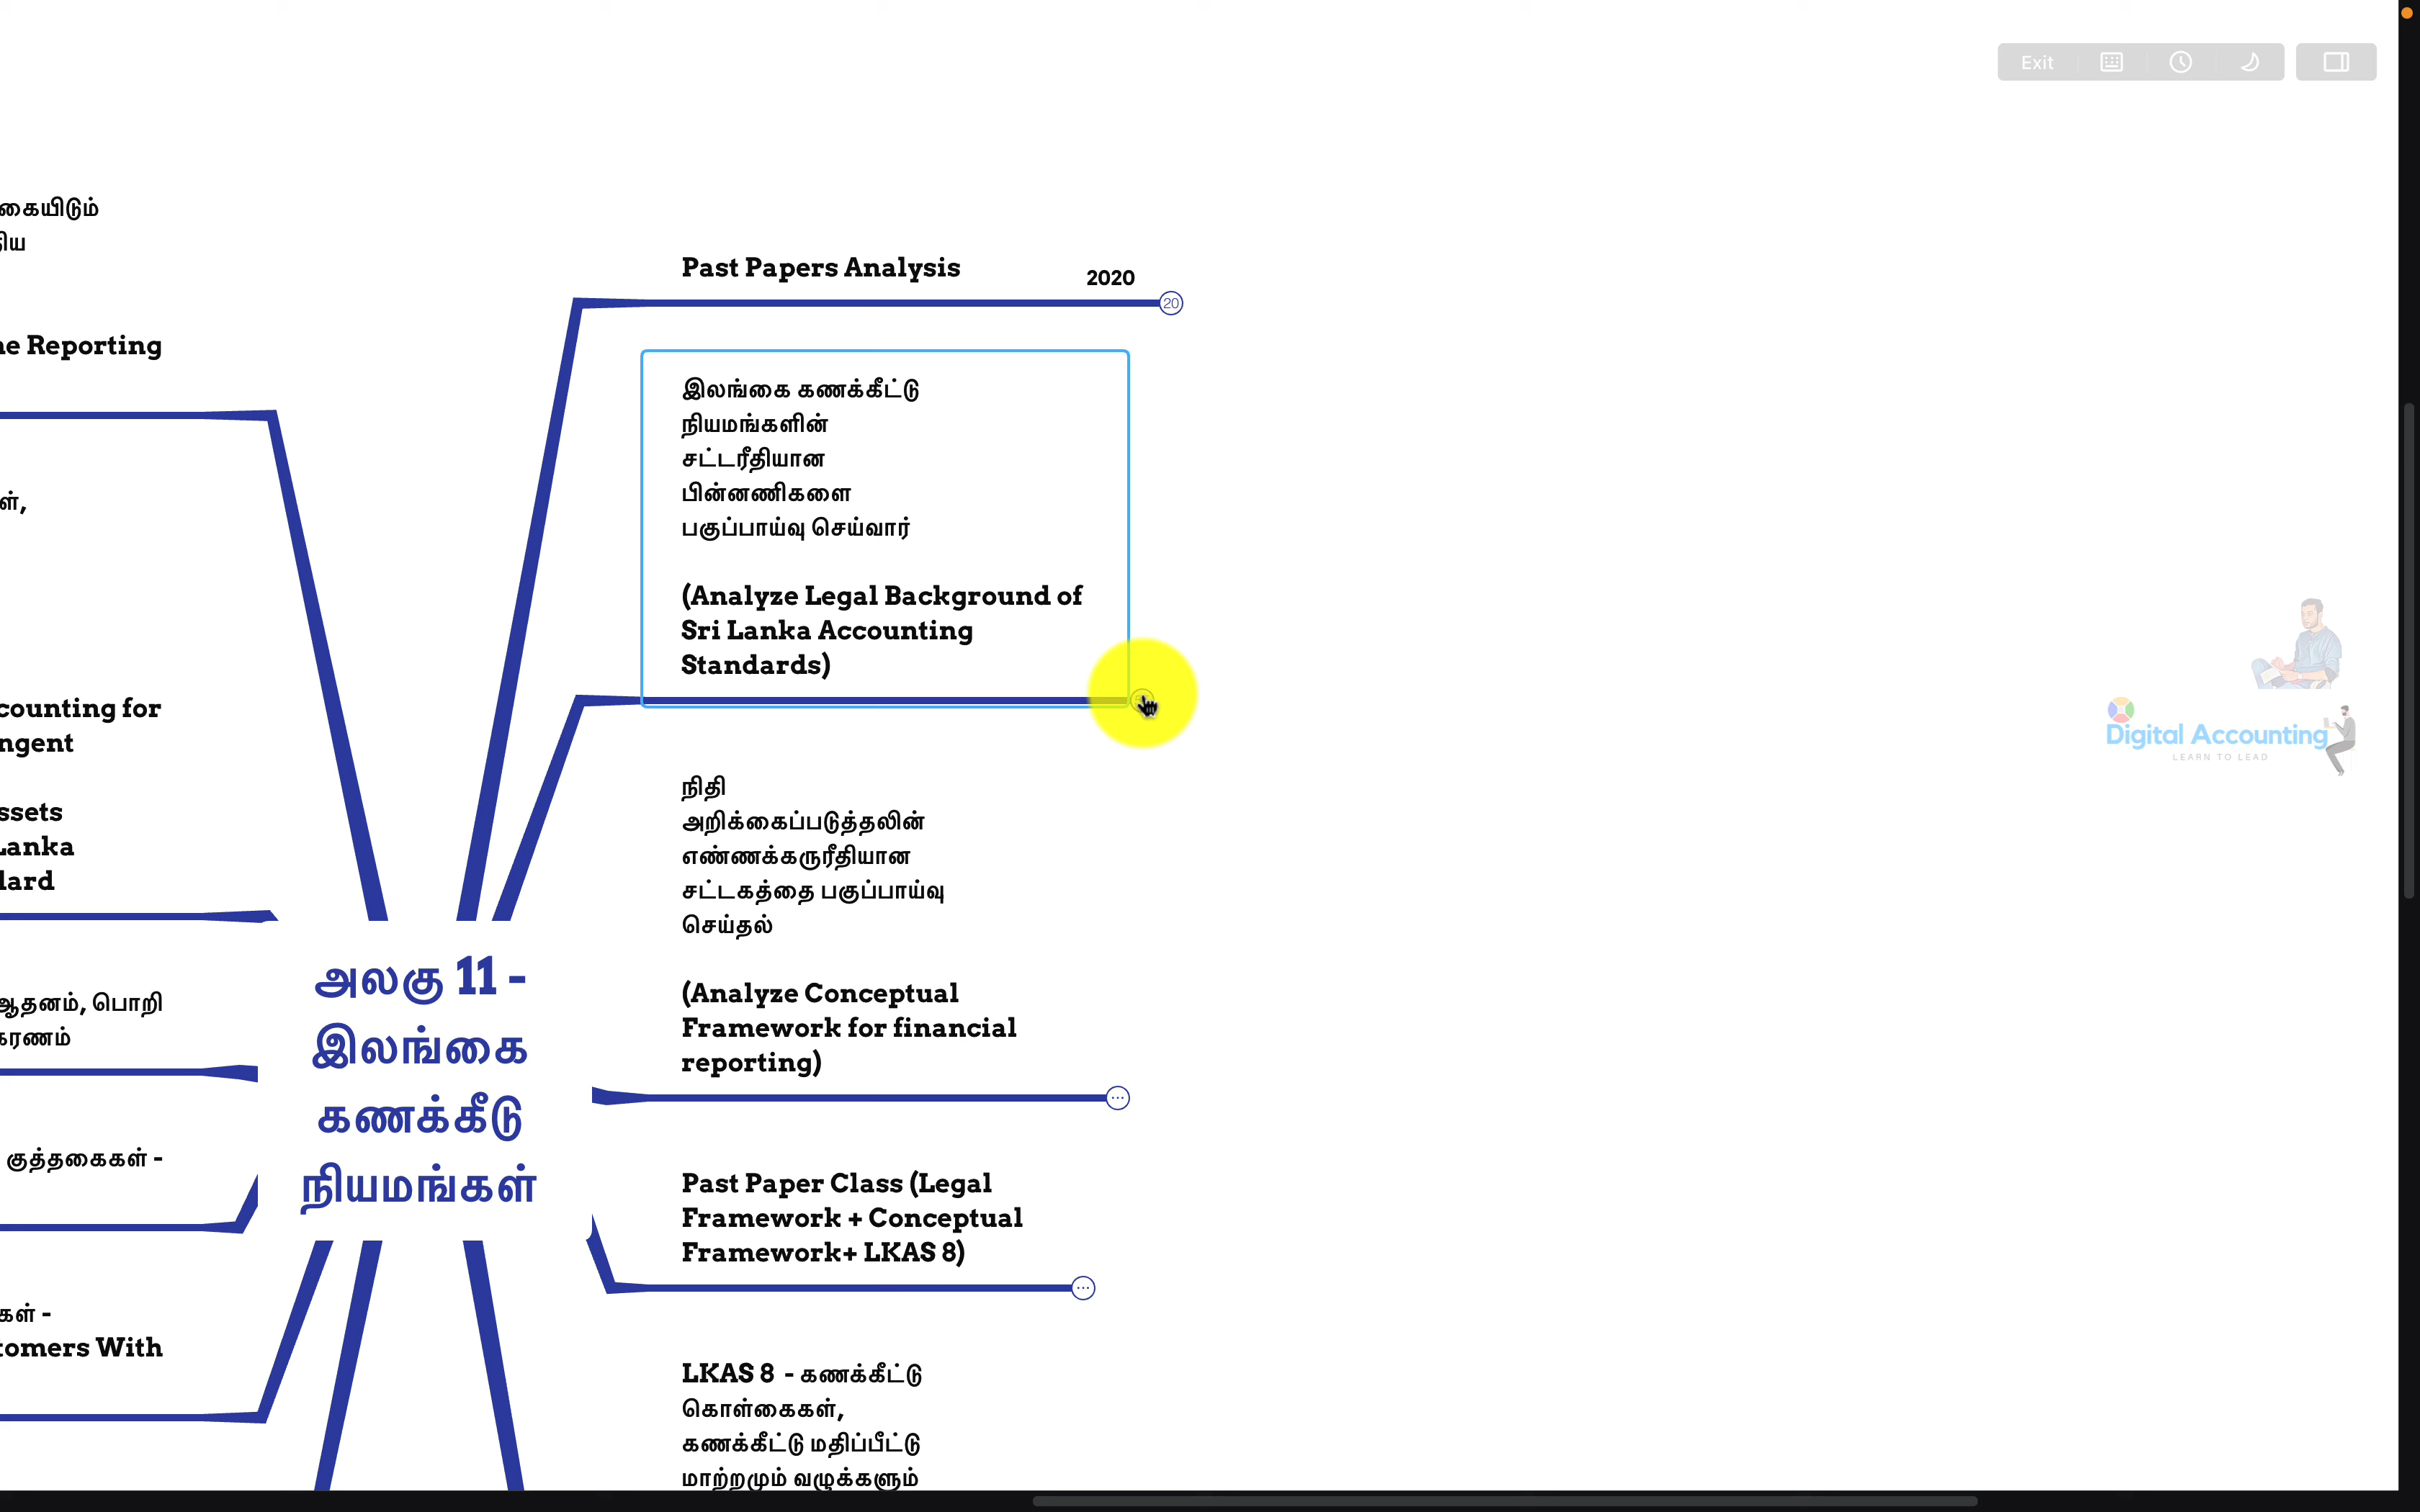 Exit
கையிடும்
ne Reporting
ள்,
counting for
ngent
ssets
Lanka
lard
ஆதனம், பொறி
கரணம்
குத்தகைகள் -
கள் -
tomers With
அலகு 11 -
இலங்கை
கணக்கீடு
நியமங்கள்
Past Papers Analysis
2020
20
இலங்கை கணக்கீட்டு
நியமங்களின்
சட்டரீதியான
பின்னணிகளை
பகுப்பாய்வு செய்வார்
(Analyze Legal Background of
Sri Lanka Accounting
Standards)
நிதி
அறிக்கைப்படுத்தலின்
எண்ணக்கருரீதியான
சட்டகத்தை பகுப்பாய்வு
செய்தல்
(Analyze Conceptual
Framework for financial
reporting)
Past Paper Class (Legal
Framework + Conceptual
Framework+ LKAS 8)
LKAS 8 - கணக்கீட்டு
கொள்கைகள்,
கணக்கீட்டு மதிப்பீட்டு
மாற்றமும் வழுக்களும்
Digital Accounting
LEARN TO LEAD